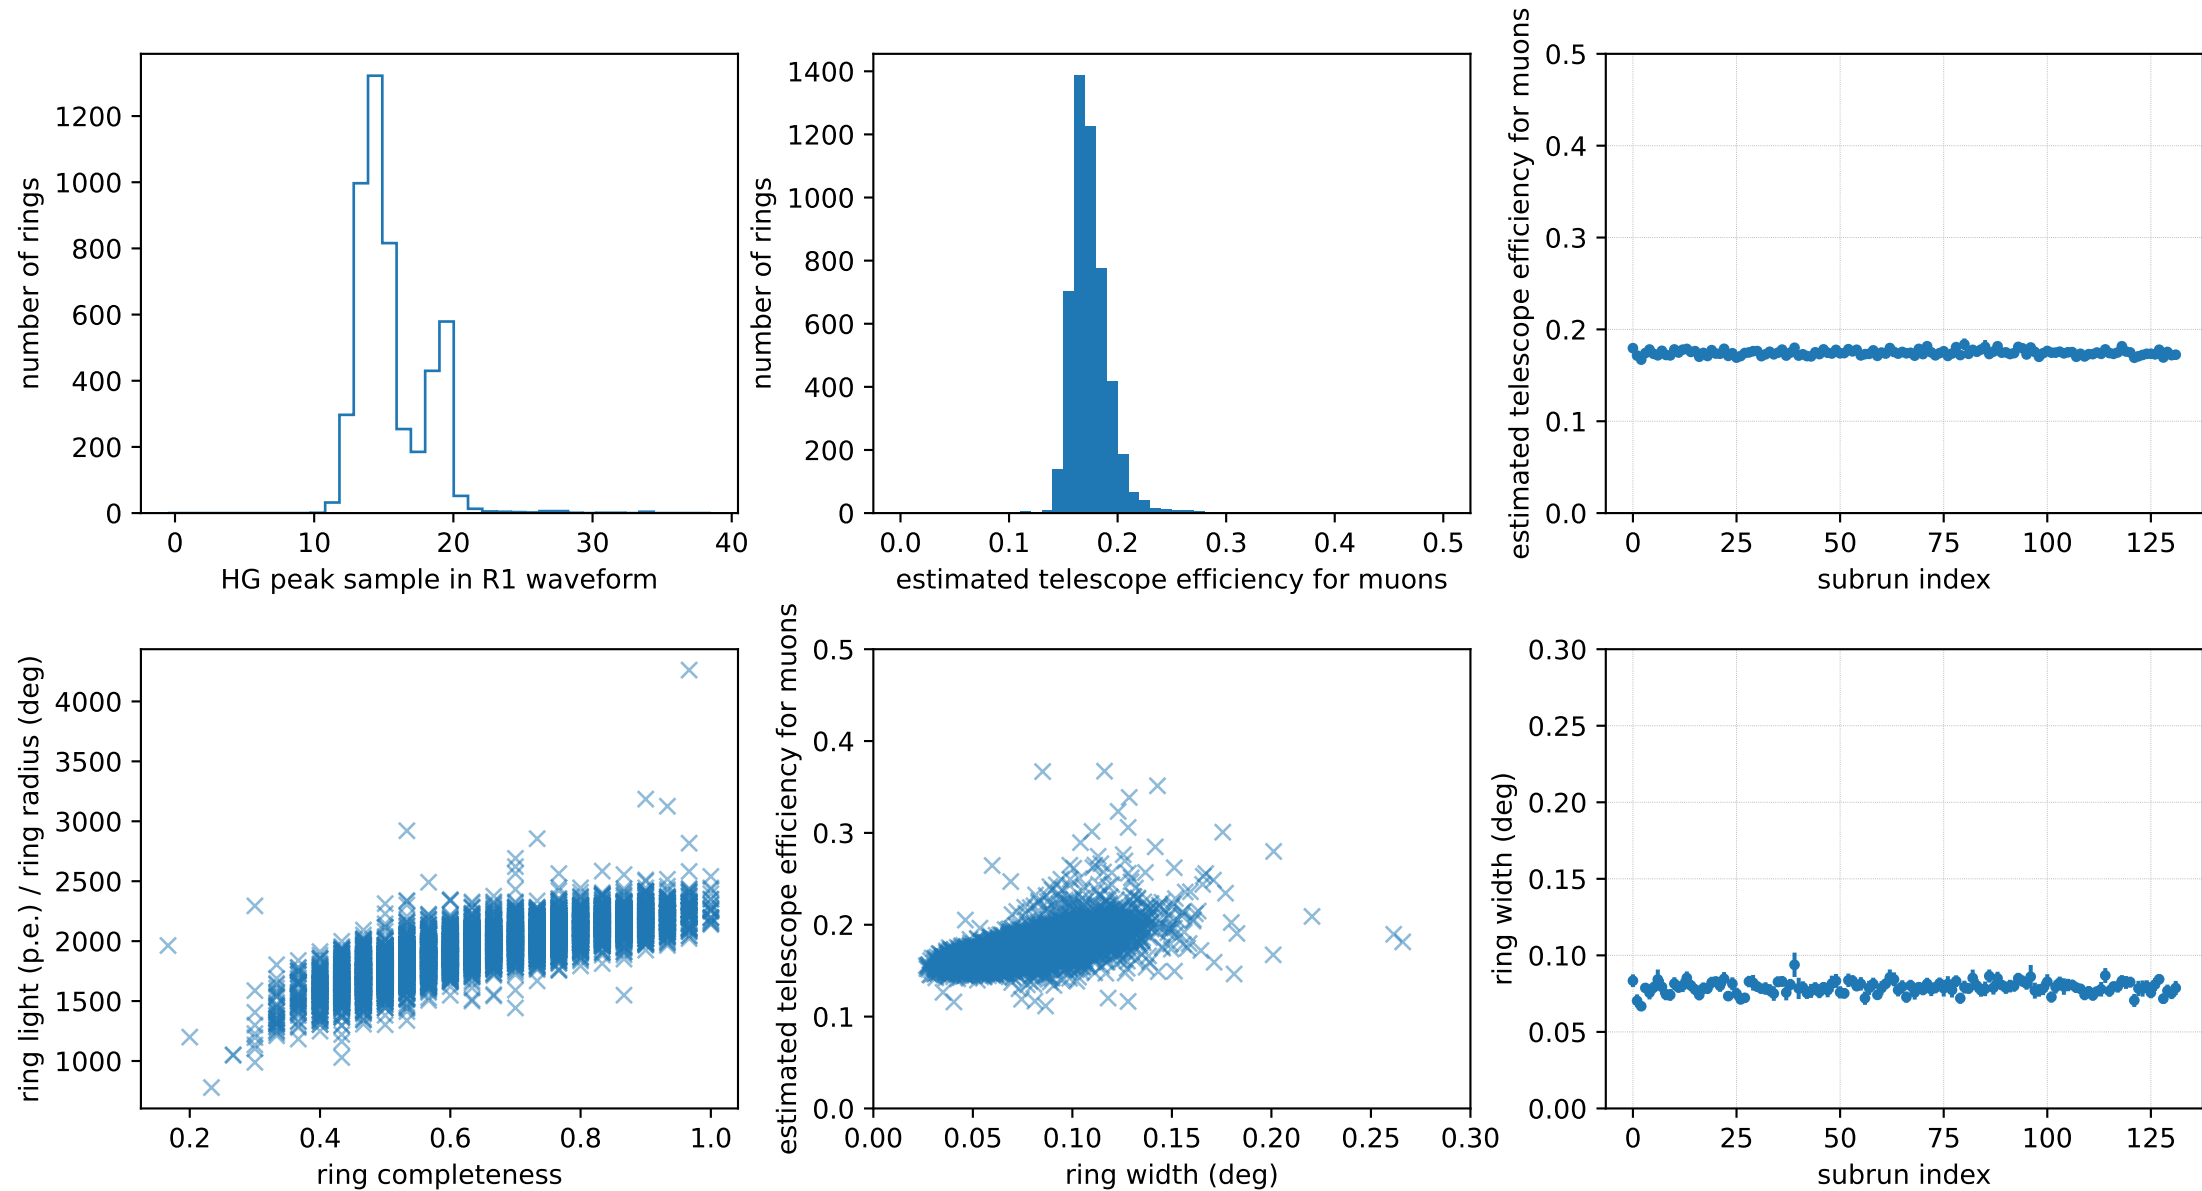 number of rings
1200
1000
800
600
400
200
0
0 10 20 30 40
HG peak sample in R1 waveform
number of rings
1400
1200
1000
800
600
400
200
0
0.0 0.1 0.2 0.3 0.4 0.5
estimated telescope efficiency for muons
estimated telescope efficiency for muons
0.5
0.4
0.3
0.2
0.1
0.0
0 25 50 75 100 125
subrun index
ring light (p.e.) / ring radius (deg)
4000
3500
3000
2500
2000
1500
1000
0.2 0.4 0.6 0.8 1.0
ring completeness
estimated telescope efficiency for muons
0.5
0.4
0.3
0.2
0.1
0.0
0.00 0.05 0.10 0.15 0.20 0.25 0.30
ring width (deg)
ring width (deg)
0.30
0.25
0.20
0.15
0.10
0.05
0.00
0 25 50 75 100 125
subrun index